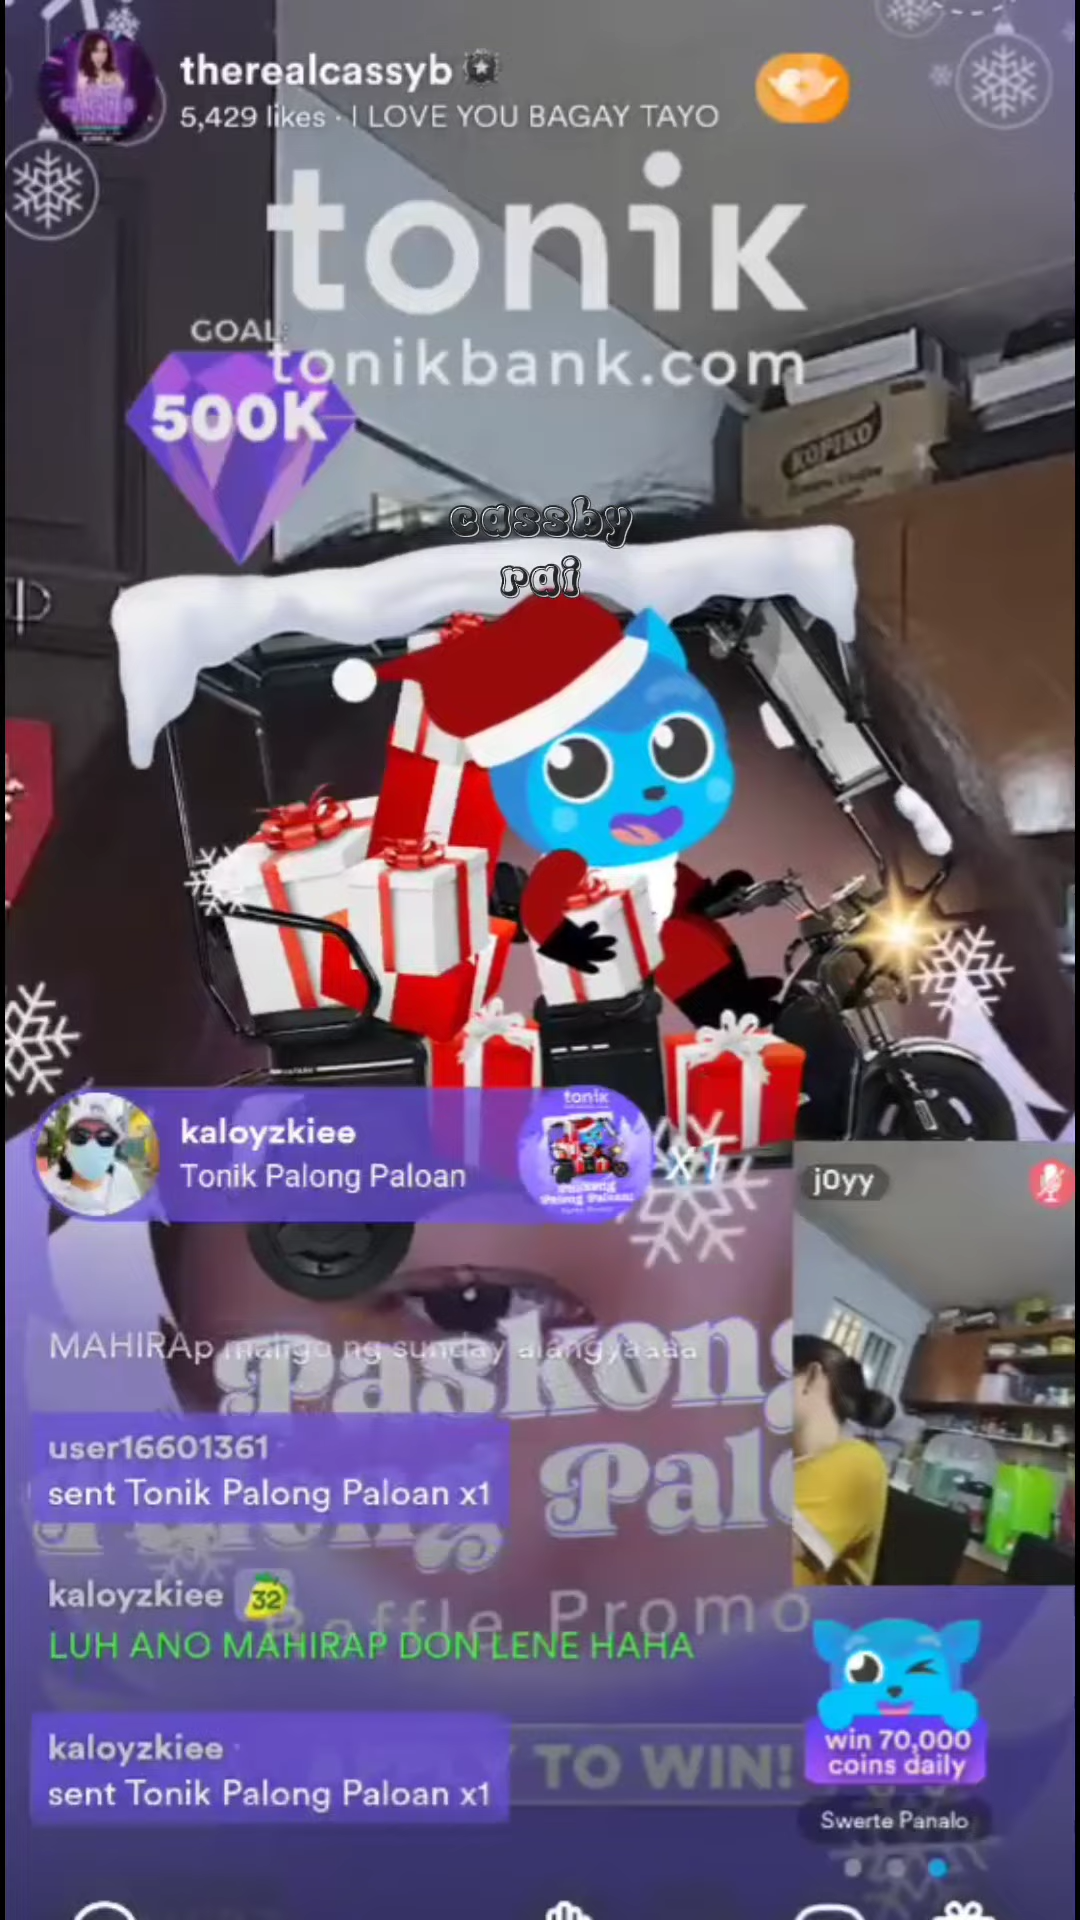 therealcassyb
5,429 likes · I LOVE YOU BAGAY TAYO
tonik
tonikbank.com
GOAL:
500K
KOPIKO
cassby
rai
kaloyzkiee
Tonik Palong Paloan
tonik
x1
j0yy
MAHIRAp maligo ng sunday alangyaaaa
Paskong
user16601361
sent Tonik Palong Paloan x1
Palo
kaloyzkiee 32
Raffle Promo
LUH ANO MAHIRAP DON LENE HAHA
kaloyzkiee
sent Tonik Palong Paloan x1
TO WIN!
win 70,000
coins daily
Swerte Panalo